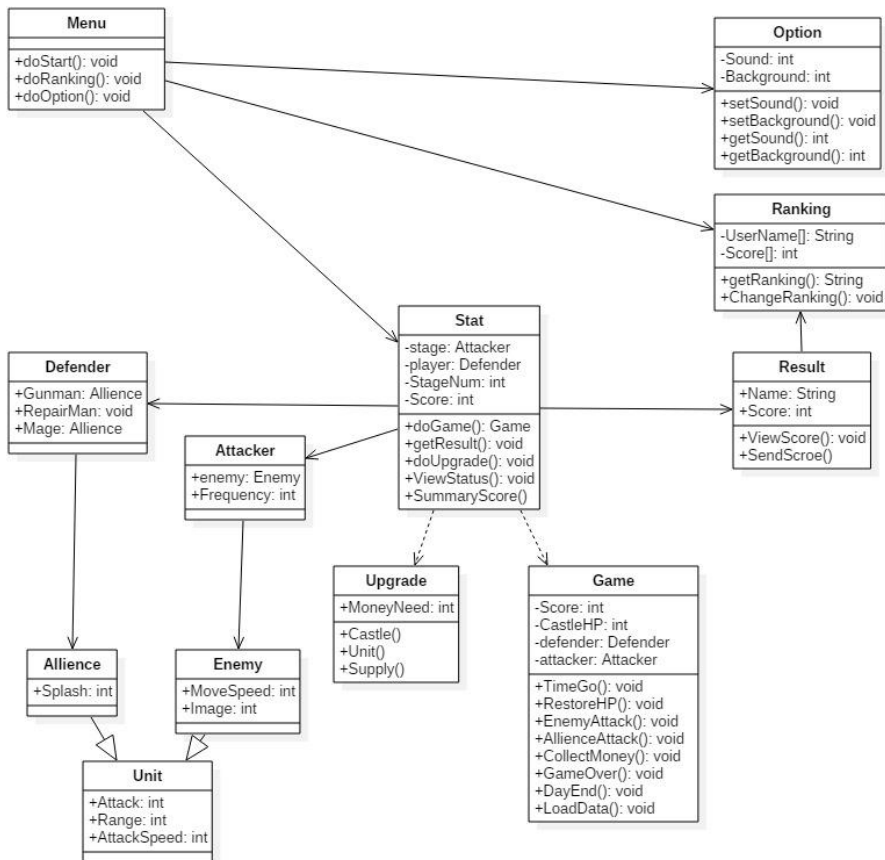 Menu
+doStart(): void
+doRanking(): void
+doOption(): void
Option
-Sound: int
-Background: int
+setSound(): void
+setBackground(): void
+getSound(): int
+getBackground(): int
Ranking
-UserName[]: String
-Score[]: int
+getRanking(): String
+ChangeRanking(): void
Stat
-stage: Attacker
-player: Defender
-StageNum: int
-Score: int
+doGame(): Game
+getResult(): void
+doUpgrade(): void
+ViewStatus(): void
+SummaryScore()
Defender
+Gunman: Allience
+RepairMan: void
+Mage: Allience
Result
+Name: String
+Score: int
+ViewScore(): void
+SendScroe()
Attacker
+enemy: Enemy
+Frequency: int
Upgrade
+MoneyNeed: int
+Castle()
+Unit()
+Supply()
Game
-Score: int
-CastleHP: int
-defender: Defender
-attacker: Attacker
+TimeGo(): void
+RestoreHP(): void
+EnemyAttack(): void
+AllienceAttack(): void
+CollectMoney(): void
+GameOver(): void
+DayEnd(): void
+LoadData(): void
Allience
+Splash: int
Enemy
+MoveSpeed: int
+Image: int
Unit
+Attack: int
+Range: int
+AttackSpeed: int